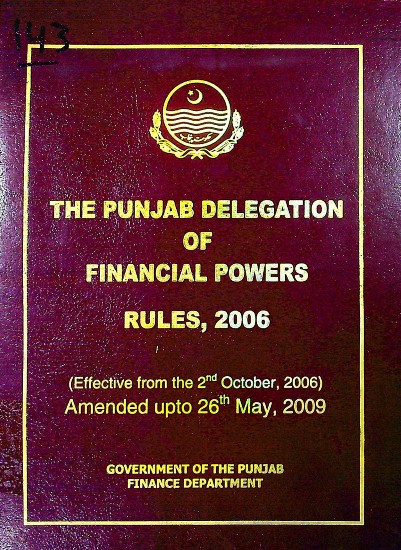 143
THE PUNJAB DELEGATION
OF
FINANCIAL POWERS
RULES, 2006
(Effective from the 2nd October, 2006)
Amended upto 26th May, 2009
GOVERNMENT OF THE PUNJAB
FINANCE DEPARTMENT